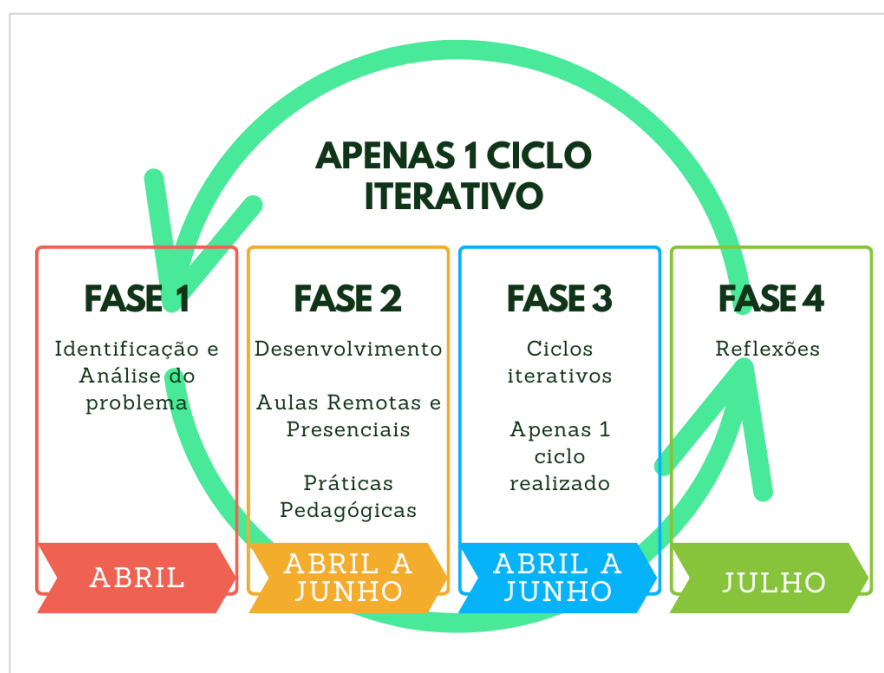 APENAS 1 CICLO
ITERATIVO
FASE 1
Identificação e
Análise do
problema
ABRIL
FASE 2
Desenvolvimento
Aulas Remotas e
Presenciais
Práticas
Pedagógicas
ABRIL A
JUNHO
FASE 3
Ciclos
iterativos
Apenas 1
ciclo
realizado
ABRIL A
JUNHO
FASE 4
Reflexões
JULHO